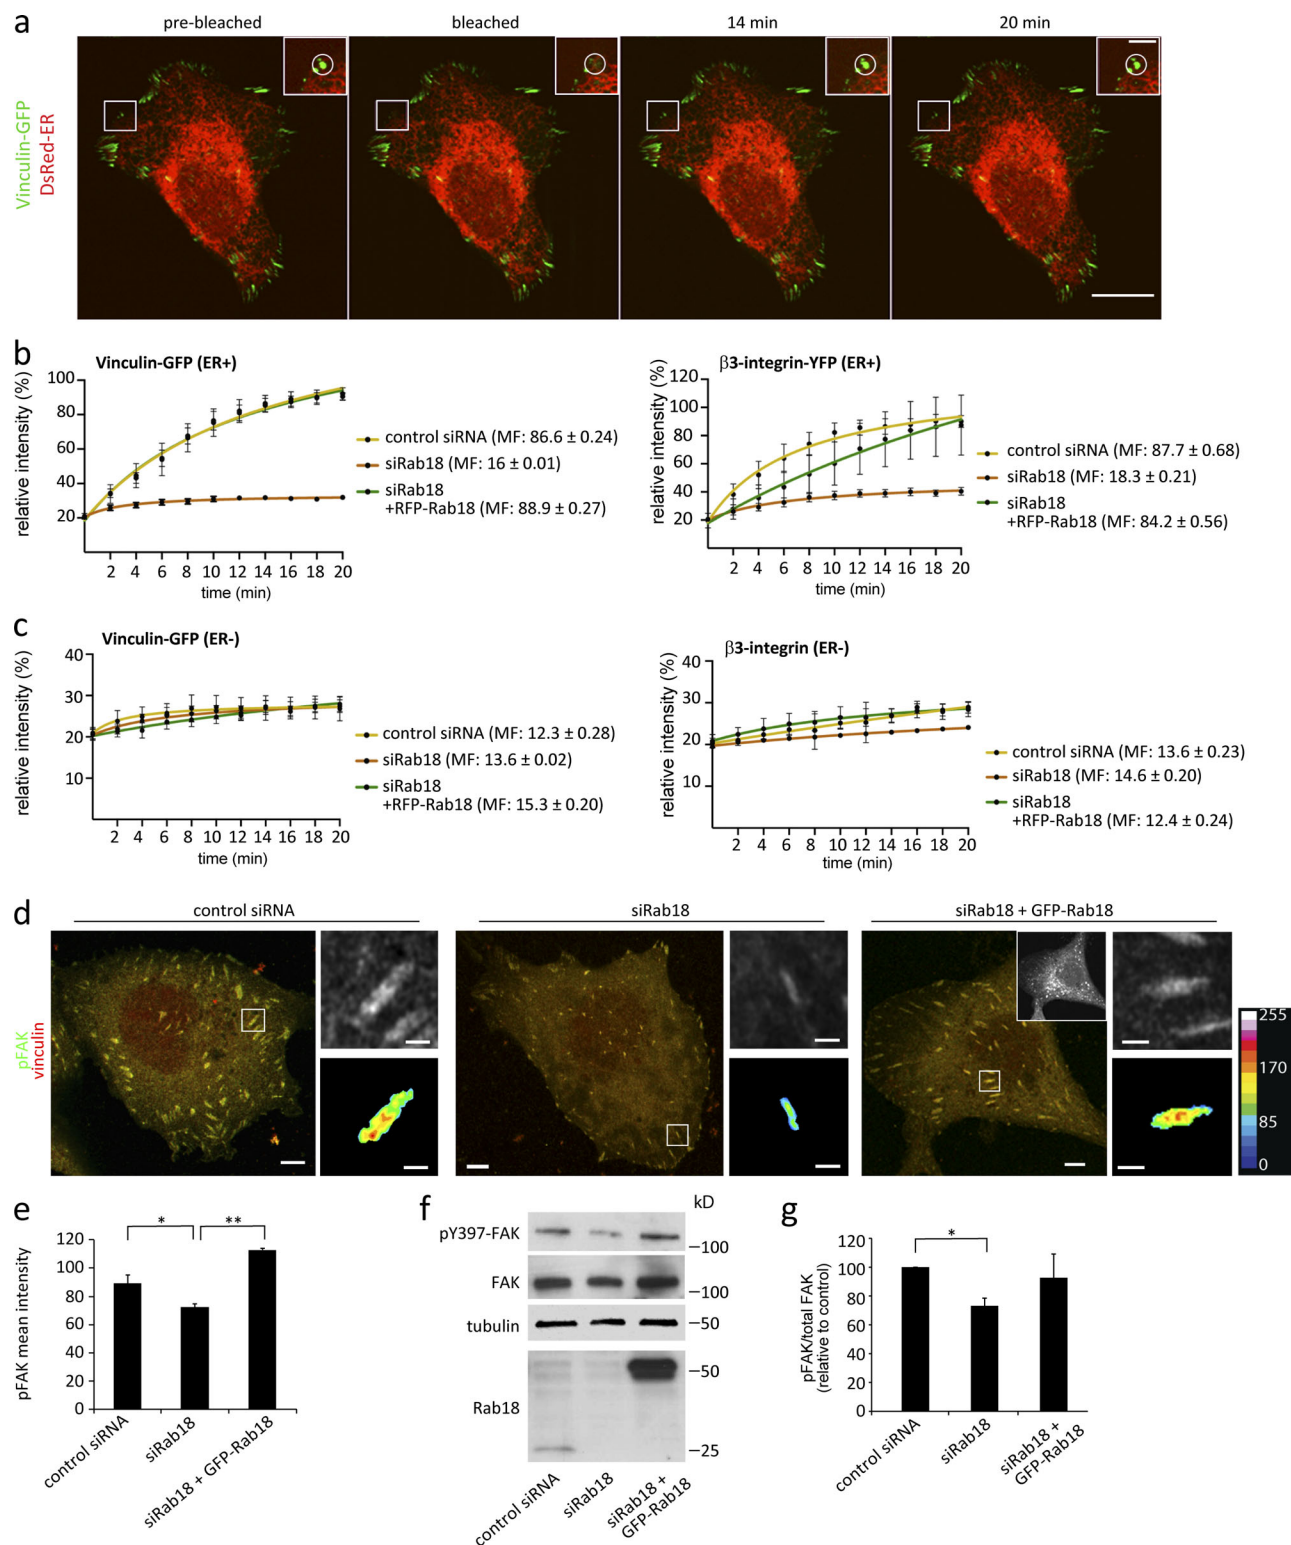 a
pre-bleached bleached 14 min 20 min
Vinculin-GFP
DsRed-ER
b
Vinculin-GFP (ER+)
relative intensity (%)
100
80
60
40
20
2 4 6 8 10 12 14 16 18 20
time (min)
control siRNA (MF: 86.6 ± 0.24)
siRab18 (MF: 16 ± 0.01)
siRab18
+RFP-Rab18 (MF: 88.9 ± 0.27)
β3-integrin-YFP (ER+)
relative intensity (%)
120
100
80
60
40
20
2 4 6 8 10 12 14 16 18 20
time (min)
control siRNA (MF: 87.7 ± 0.68)
siRab18 (MF: 18.3 ± 0.21)
siRab18
+RFP-Rab18 (MF: 84.2 ± 0.56)
c
Vinculin-GFP (ER-)
relative intensity (%)
40
30
20
10
2 4 6 8 10 12 14 16 18 20
time (min)
control siRNA (MF: 12.3 ± 0.28)
siRab18 (MF: 13.6 ± 0.02)
siRab18
+RFP-Rab18 (MF: 15.3 ± 0.20)
β3-integrin (ER-)
relative intensity (%)
40
30
20
10
2 4 6 8 10 12 14 16 18 20
time (min)
control siRNA (MF: 13.6 ± 0.23)
siRab18 (MF: 14.6 ± 0.20)
siRab18
+RFP-Rab18 (MF: 12.4 ± 0.24)
d
control siRNA siRab18 siRab18 + GFP-Rab18
pFAK
vinculin
255
170
85
0
e
pFAK mean intensity
120
100
80
60
40
20
0
* **
control siRNA
siRab18
siRab18 + GFP-Rab18
f
kD
pY397-FAK
–100
FAK
–100
tubulin
–50
Rab18
–50
–25
control siRNA
siRab18
siRab18 +
GFP-Rab18
g
pFAK/total FAK
(relative to control)
120
100
80
60
40
20
0
*
control siRNA
siRab18
siRab18 +
GFP-Rab18